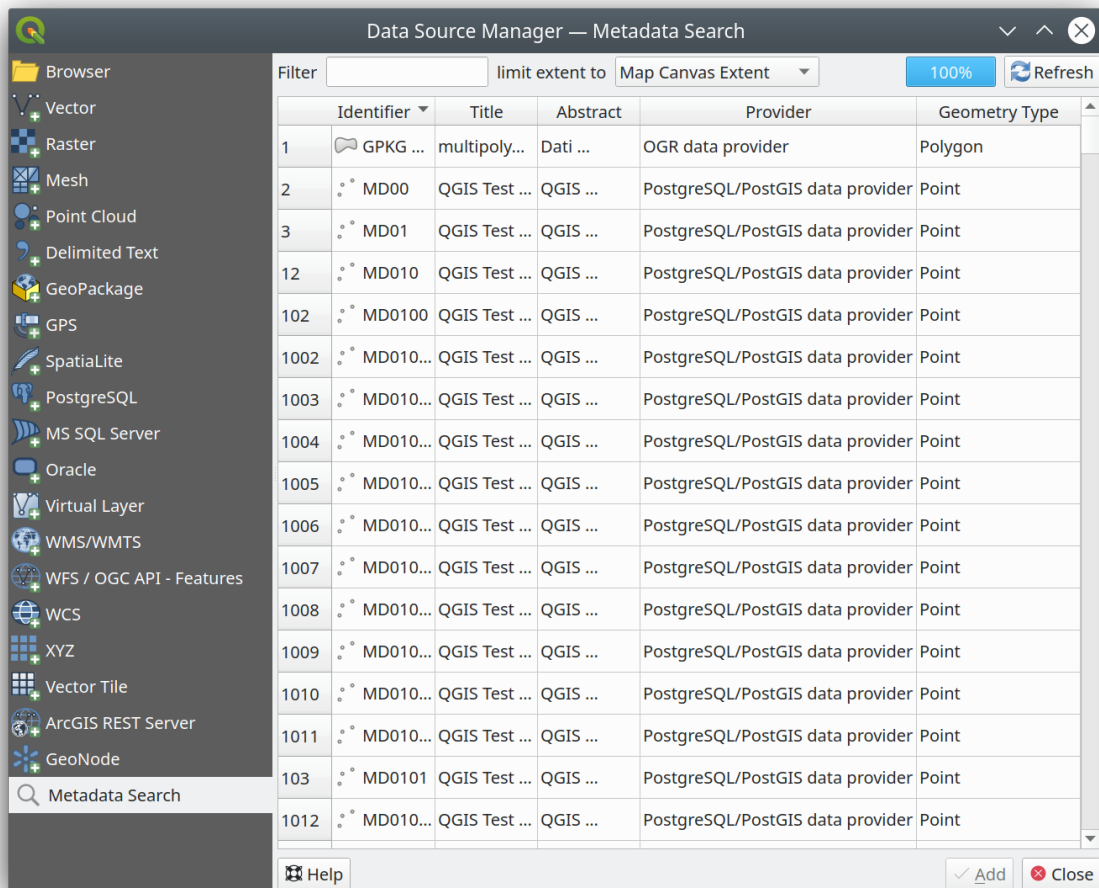 Data Source Manager — Metadata Search
Browser
Vector
Raster
Mesh
Point Cloud
Delimited Text
GeoPackage
GPS
SpatiaLite
PostgreSQL
MS SQL Server
Oracle
Virtual Layer
WMS/WMTS
WFS / OGC API - Features
WCS
XYZ
Vector Tile
ArcGIS REST Server
GeoNode
Metadata Search
Filter limit extent to Map Canvas Extent 100% Refresh
Identifier Title Abstract Provider Geometry Type
1 GPKG ... multipoly... Dati ... OGR data provider Polygon
2 MD00 QGIS Test ... QGIS ... PostgreSQL/PostGIS data provider Point
3 MD01 QGIS Test ... QGIS ... PostgreSQL/PostGIS data provider Point
12 MD010 QGIS Test ... QGIS ... PostgreSQL/PostGIS data provider Point
102 MD0100 QGIS Test ... QGIS ... PostgreSQL/PostGIS data provider Point
1002 MD010... QGIS Test ... QGIS ... PostgreSQL/PostGIS data provider Point
1003 MD010... QGIS Test ... QGIS ... PostgreSQL/PostGIS data provider Point
1004 MD010... QGIS Test ... QGIS ... PostgreSQL/PostGIS data provider Point
1005 MD010... QGIS Test ... QGIS ... PostgreSQL/PostGIS data provider Point
1006 MD010... QGIS Test ... QGIS ... PostgreSQL/PostGIS data provider Point
1007 MD010... QGIS Test ... QGIS ... PostgreSQL/PostGIS data provider Point
1008 MD010... QGIS Test ... QGIS ... PostgreSQL/PostGIS data provider Point
1009 MD010... QGIS Test ... QGIS ... PostgreSQL/PostGIS data provider Point
1010 MD010... QGIS Test ... QGIS ... PostgreSQL/PostGIS data provider Point
1011 MD010... QGIS Test ... QGIS ... PostgreSQL/PostGIS data provider Point
103 MD0101 QGIS Test ... QGIS ... PostgreSQL/PostGIS data provider Point
1012 MD010... QGIS Test ... QGIS ... PostgreSQL/PostGIS data provider Point
Help Add Close